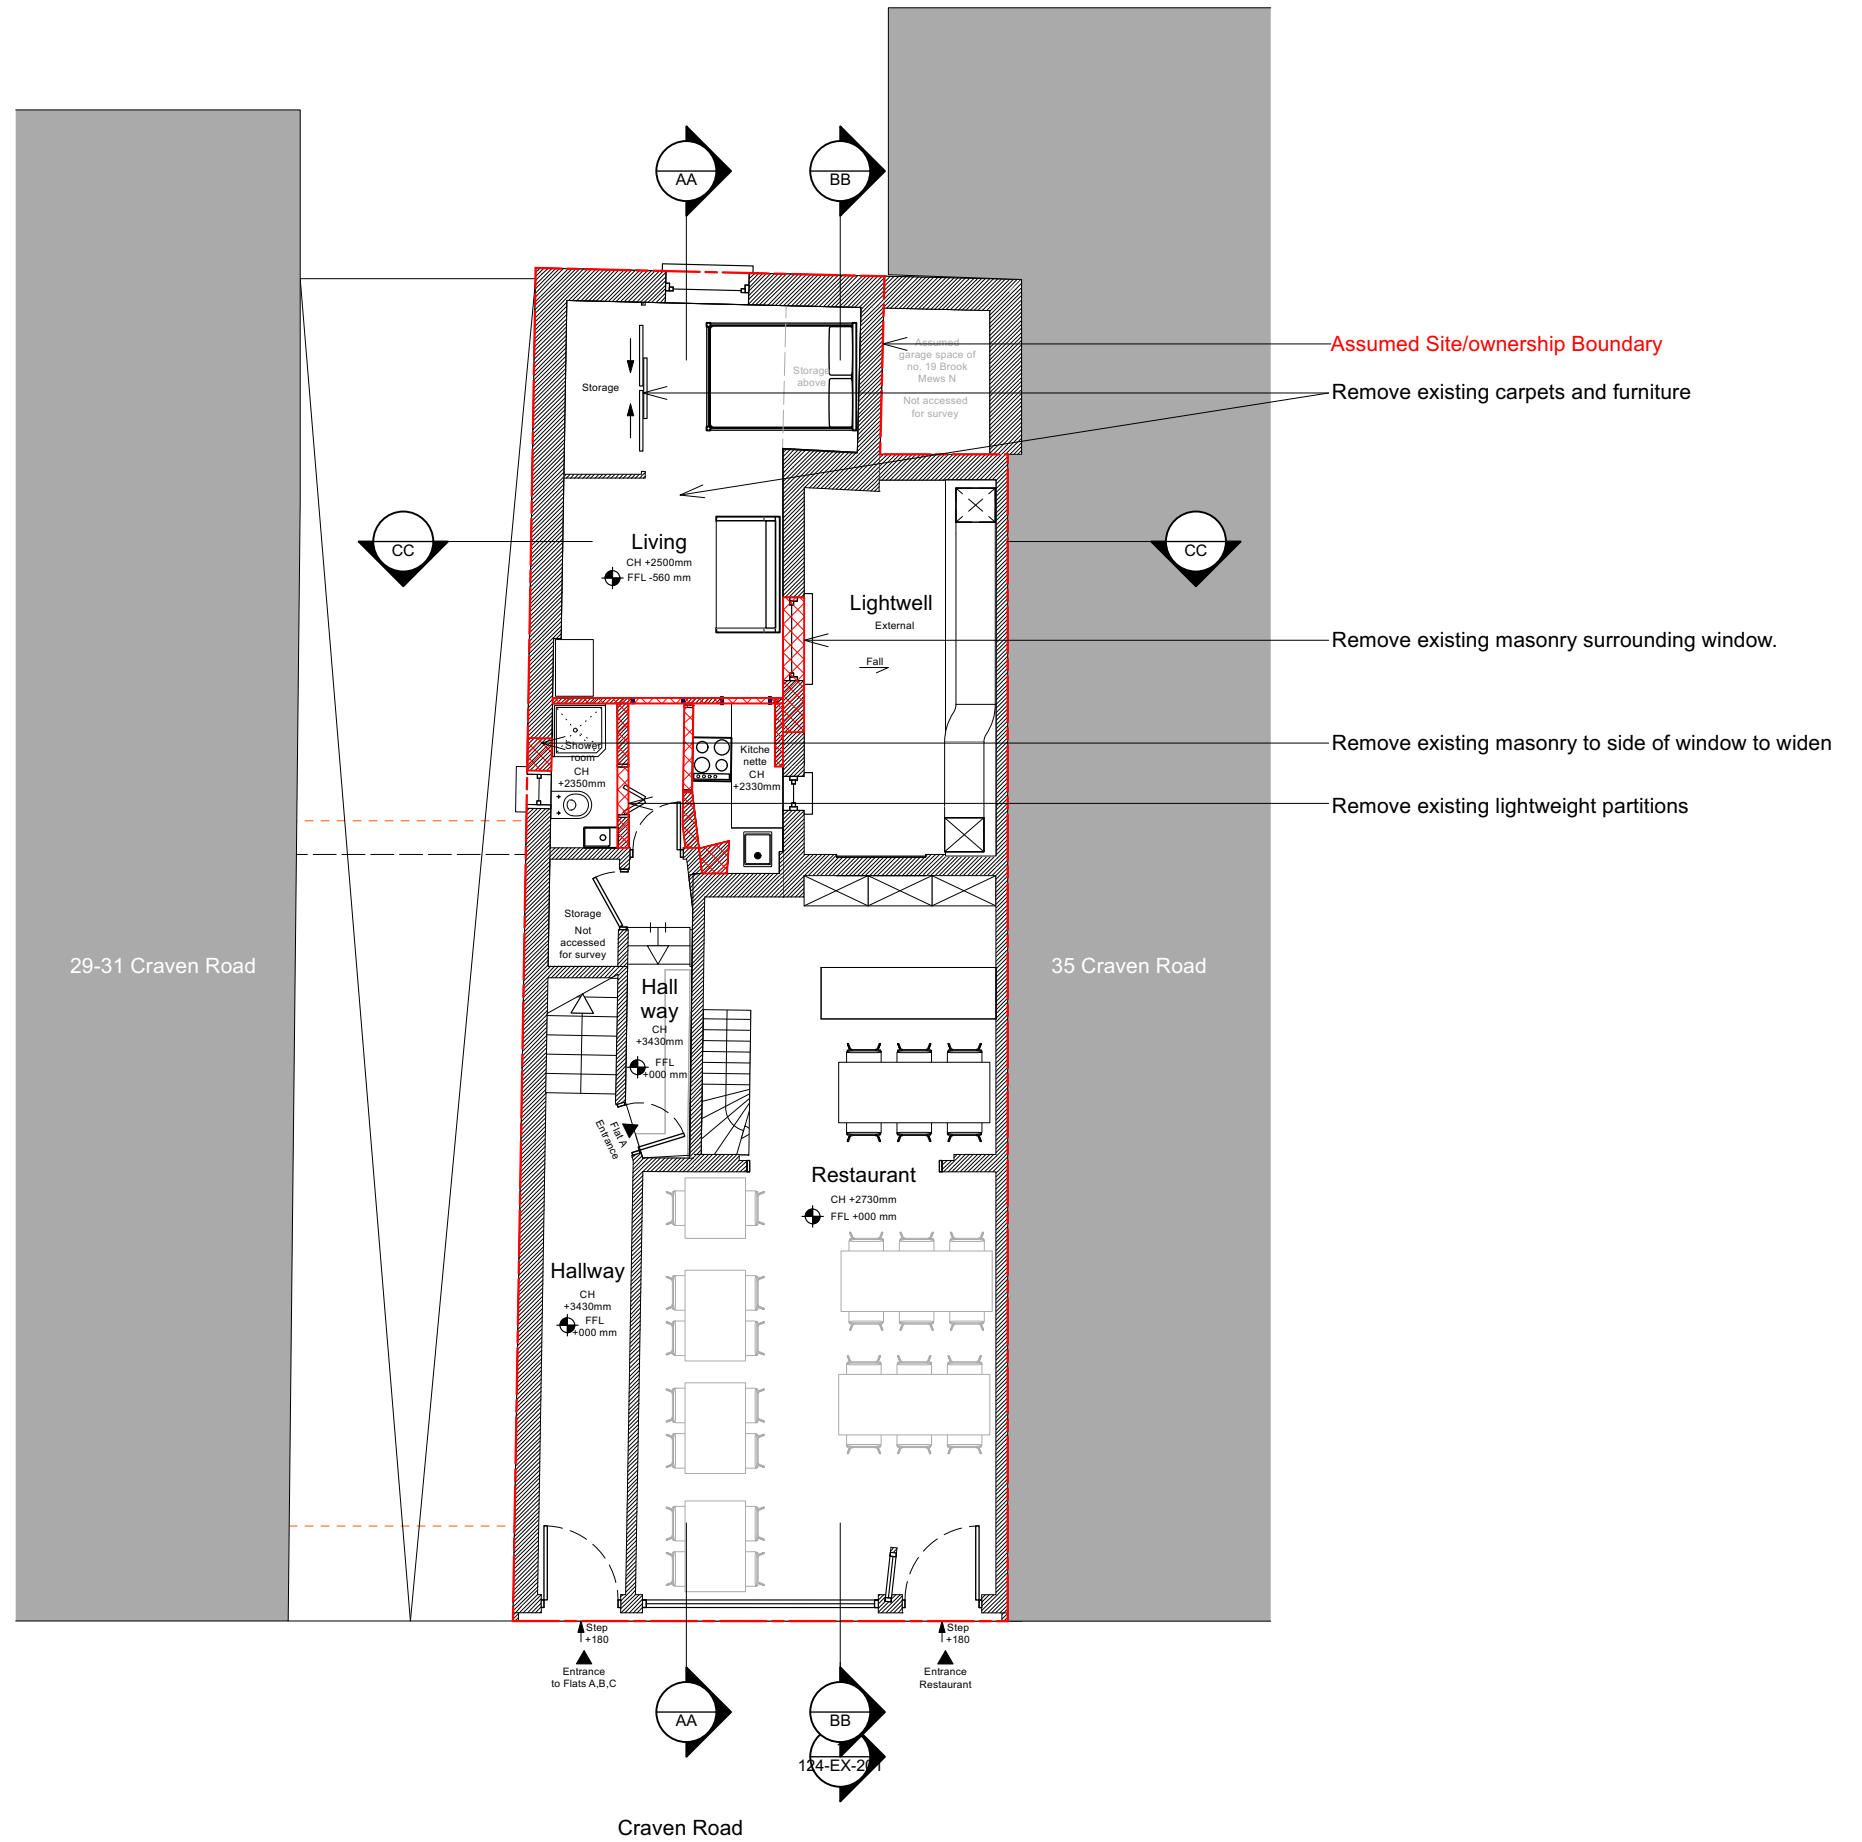 AA
BB
Assumed
garage space of
no. 19 Brook
Mews N
Not accessed
for survey
Assumed Site/ownership Boundary
Remove existing carpets and furniture
Storage
Storage
above
Living
CH +2500mm
FFL -560 mm
CC
CC
Lightwell
External
Fall
Remove existing masonry surrounding window.
Remove existing masonry to side of window to widen
Remove existing lightweight partitions
Shower
room
CH
+2350mm
Kitche
nette
CH
+2330mm
Storage
Not
accessed
for survey
29-31 Craven Road
35 Craven Road
Hall
way
CH
+3430mm
FFL
+000 mm
Flat A
Entrance
Restaurant
CH +2730mm
FFL +000 mm
Hallway
CH
+3430mm
FFL
+000 mm
Step
+180
Entrance
to Flats A,B,C
Step
+180
Entrance
Restaurant
AA
BB
124-EX-201
Craven Road